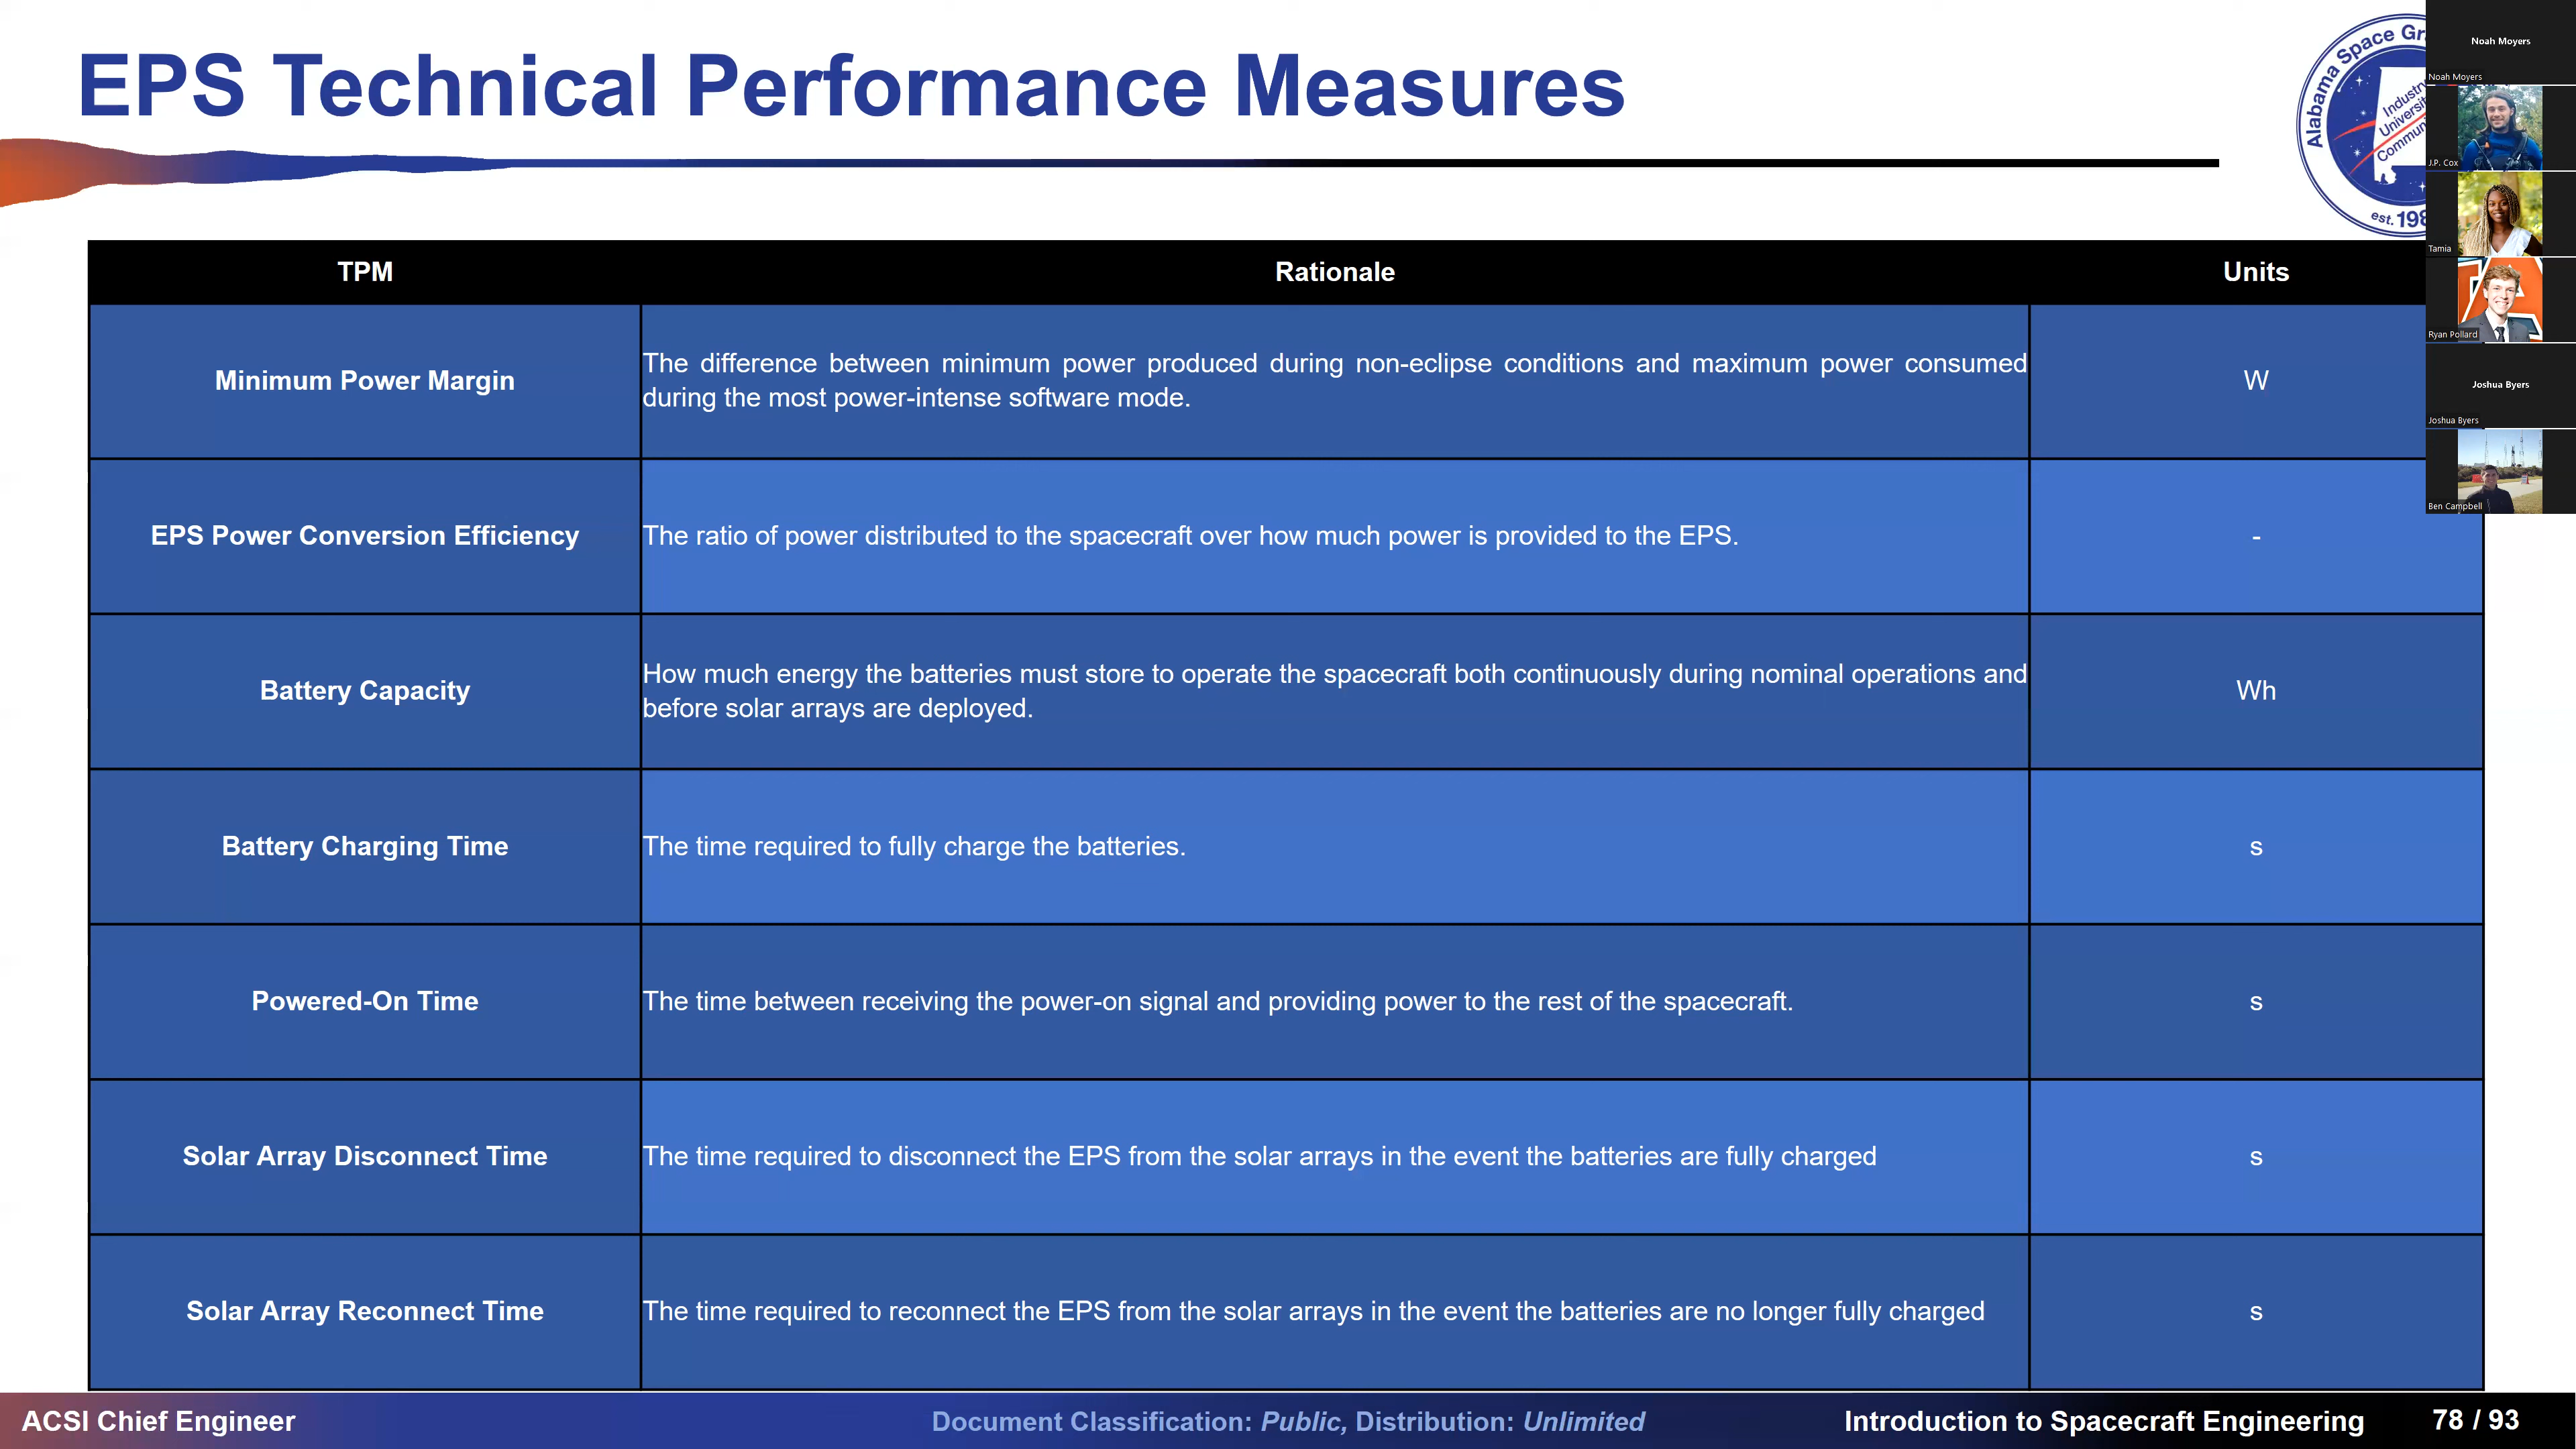 EPS Technical Performance Measures
Alabama Space Gr
Industry
Universit
Commun
est. 198
TPM Rationale Units
Minimum Power Margin
The difference between minimum power produced during non-eclipse conditions and maximum power consumed
during the most power-intense software mode.
W
EPS Power Conversion Efficiency
The ratio of power distributed to the spacecraft over how much power is provided to the EPS.
-
Battery Capacity
How much energy the batteries must store to operate the spacecraft both continuously during nominal operations and
before solar arrays are deployed.
Wh
Battery Charging Time
The time required to fully charge the batteries.
s
Powered-On Time
The time between receiving the power-on signal and providing power to the rest of the spacecraft.
s
Solar Array Disconnect Time
The time required to disconnect the EPS from the solar arrays in the event the batteries are fully charged
s
Solar Array Reconnect Time
The time required to reconnect the EPS from the solar arrays in the event the batteries are no longer fully charged
s
Noah Moyers
Noah Moyers
J.P. Cox
Tamia
Ryan Pollard
Joshua Byers
Joshua Byers
Ben Campbell
ACSI Chief Engineer
Document Classification: Public, Distribution: Unlimited
Introduction to Spacecraft Engineering
78 / 93